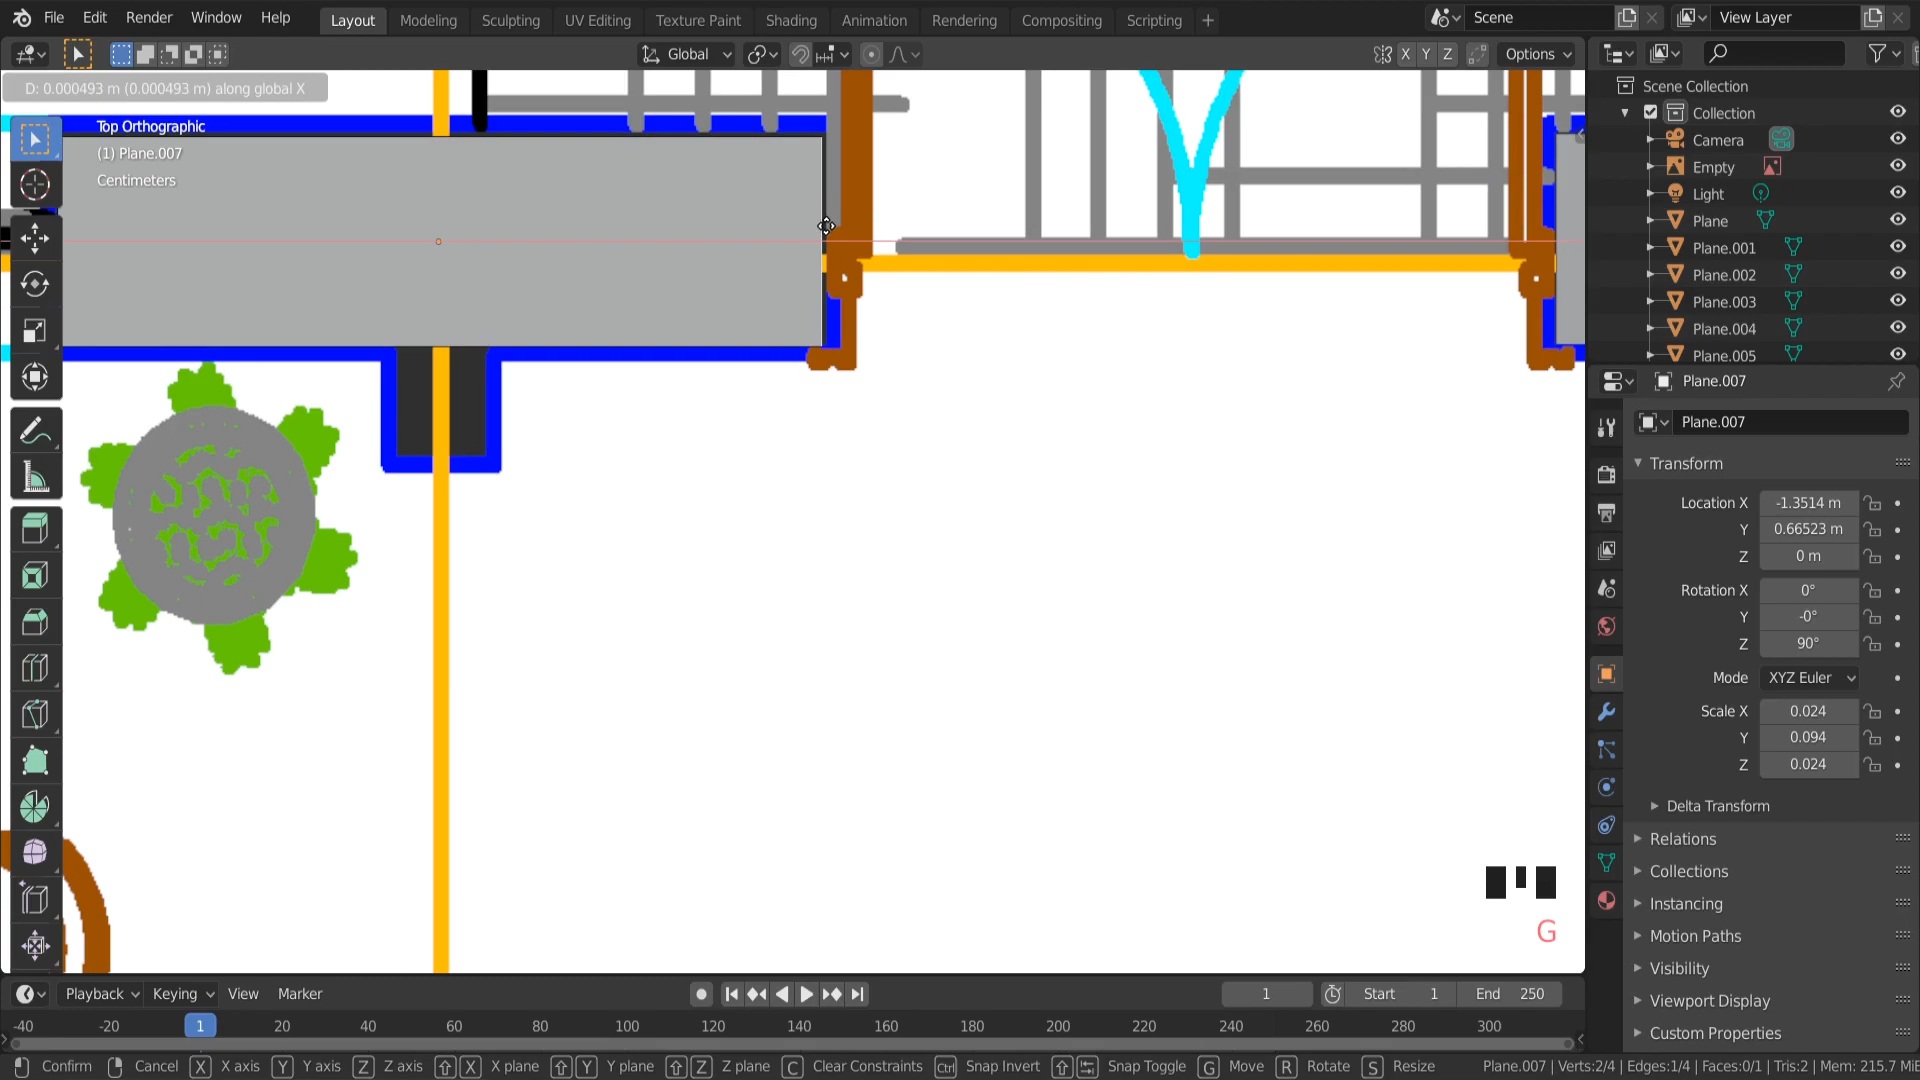 File Edit Render Window Help
Layout Modeling Sculpting UV Editing Texture Paint Shading Animation Rendering Compositing Scripting +
Scene View Layer
Global X Y Z Options
D: 0.000493 m (0.000493 m) along global X
Top Orthographic
(1) Plane.007
Centimeters
G
Scene Collection
Collection
Camera
Empty
Light
Plane
Plane.001
Plane.002
Plane.003
Plane.004
Plane.005
Plane.007
Plane.007
Transform
Location X -1.3514 m
Y 0.66523 m
Z 0 m
Rotation X 0°
Y -0°
Z 90°
Mode XYZ Euler
Scale X 0.024
Y 0.094
Z 0.024
Delta Transform
Relations
Collections
Instancing
Motion Paths
Visibility
Viewport Display
Custom Properties
Playback Keying View Marker 1 Start 1 End 250
-40 -20 1 20 40 60 80 100 120 140 160 180 200 220 240 260 280 300
Confirm Cancel X X axis Y Y axis Z Z axis X X plane Y Y plane Z Z plane C Clear Constraints Ctrl Snap Invert Snap Toggle G Move R Rotate S Resize Plane.007 | Verts:2/4 | Edges:1/4 | Faces:0/1 | Tris:2 | Mem: 215.7 MiB